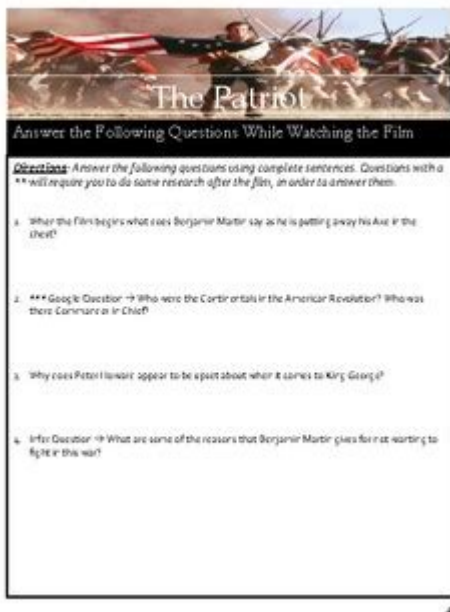 The Patriot
Answer the Following Questions While Watching the Film
Directions: Answer the following questions using complete sentences. Questions with a
** will require you to do some research after the film, in order to answer them.
1. When the film begins what does Benjamin Martin say as he is putting away his Axe in the
chest?
2. *** Google Question → Who were the Continentals in the American Revolution? Who was
there Commander in Chief?
3. Why does Peter Howard appear to be upset about when it comes to King George?
4. Infer Question → What are some of the reasons that Benjamin Martin gives for not wanting to
fight in this war?